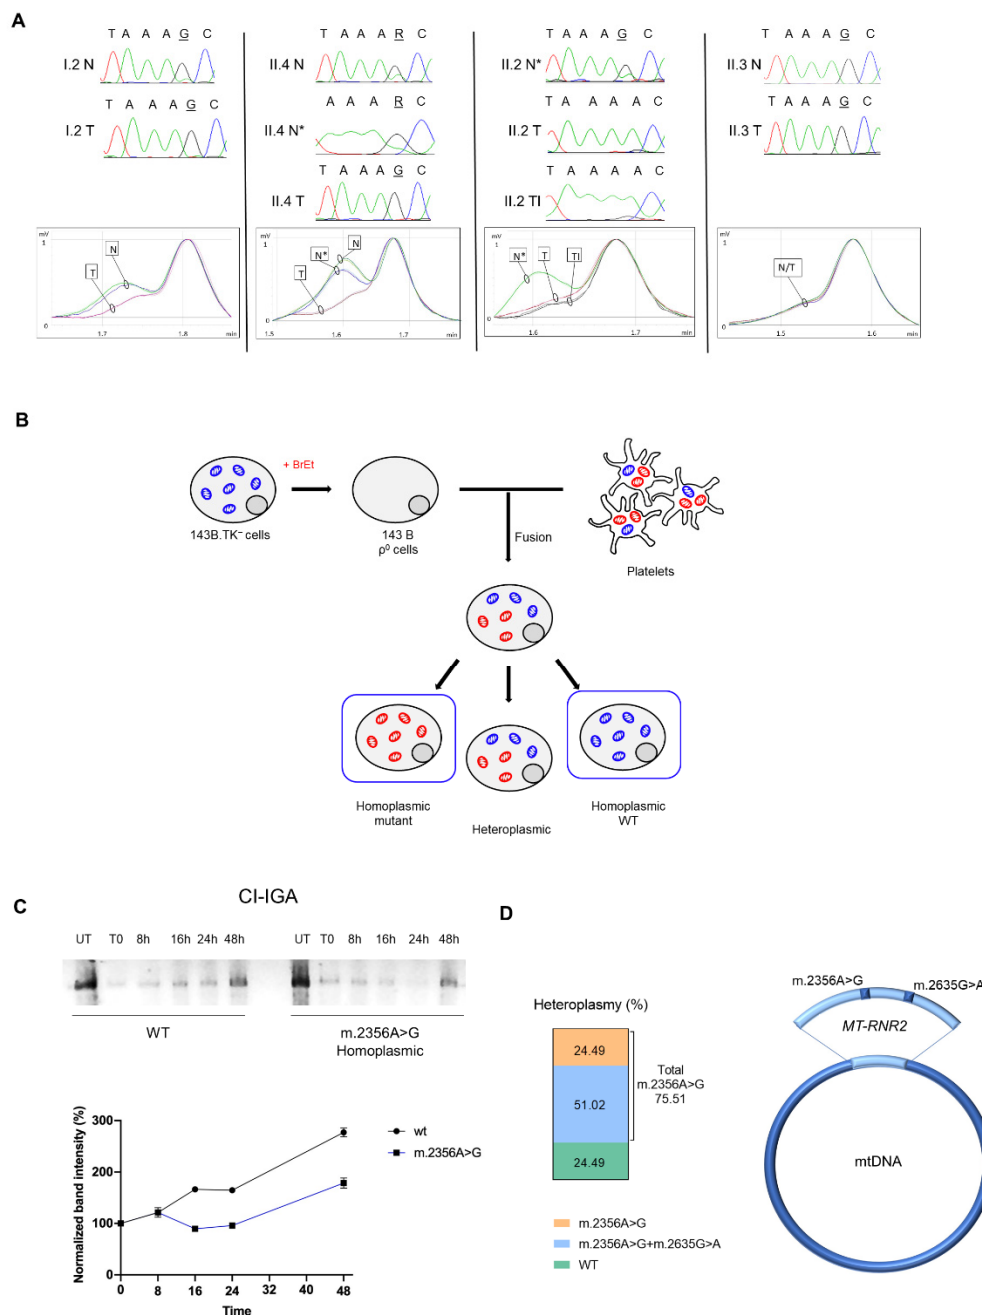 A
T A A A G C
I.2 N
T A A A G C
I.2 T
mV
1
N
T
0
1.7
1.8
min
T A A A R C
II.4 N
A A A R C
II.4 N*
T A A A G C
II.4 T
mV
1
N
N*
T
0
1.5
1.6
1.7
min
T A A A G C
II.2 N*
T A A A A C
II.2 T
T A A A A C
II.2 TI
mV
1
N*
T
TI
0
1.6
1.7
min
T A A A G C
II.3 N
T A A A G C
II.3 T
mV
1
N/T
0
1.5
1.6
min
B
+ BrEt
143B.TK⁻ cells
143 B
ρ⁰ cells
Fusion
Platelets
Homoplasmic
mutant
Heteroplasmic
Homoplasmic
WT
C
CI-IGA
UT T0 8h 16h 24h 48h
UT T0 8h 16h 24h 48h
WT
m.2356A>G
Homoplasmic
Normalized band intensity (%)
300
200
100
0
0 8 16 24 32 40 48
Time
wt
m.2356A>G
D
Heteroplasmy (%)
24.49
51.02
24.49
Total
m.2356A>G
75.51
m.2356A>G
m.2356A>G+m.2635G>A
WT
m.2356A>G
m.2635G>A
MT-RNR2
mtDNA